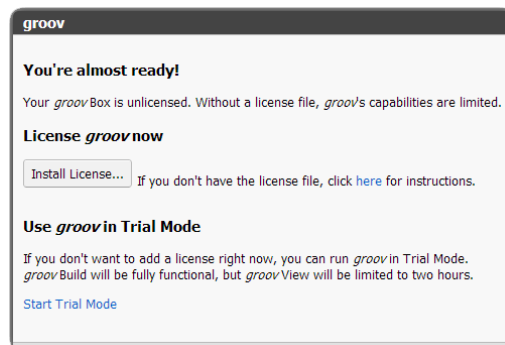 groov
You're almost ready!
Your groov Box is unlicensed. Without a license file, groov's capabilities are limited.
License groov now
Install License... If you don't have the license file, click here for instructions.
Use groov in Trial Mode
If you don't want to add a license right now, you can run groov in Trial Mode.
groov Build will be fully functional, but groov View will be limited to two hours.
Start Trial Mode